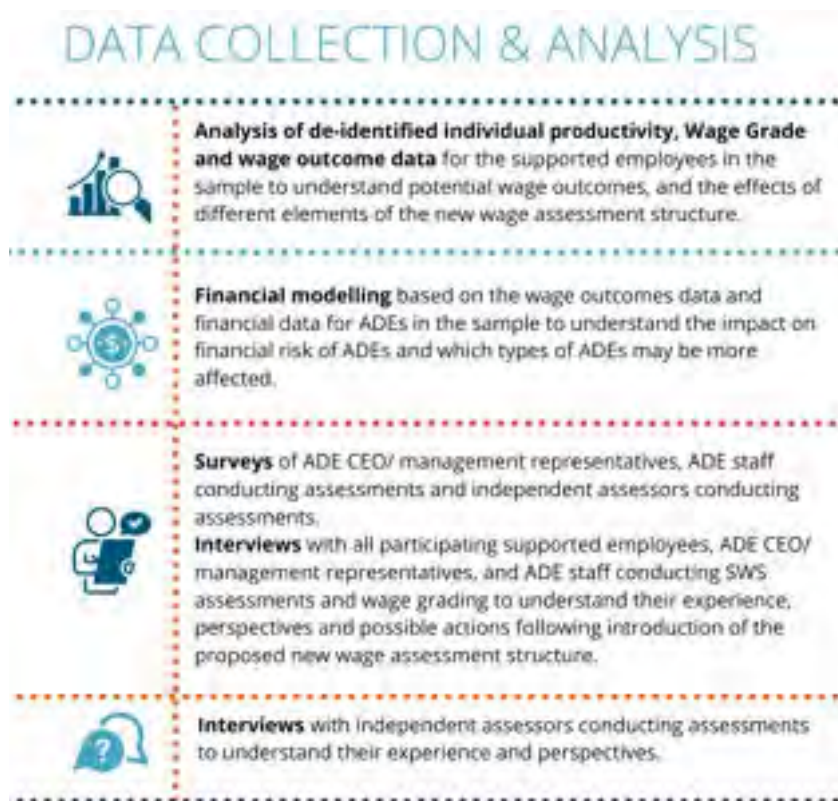 DATA COLLECTION & ANALYSIS
Analysis of de-identified individual productivity, Wage Grade
and wage outcome data for the supported employees in the
sample to understand potential wage outcomes, and the effects of
different elements of the new wage assessment structure.
Financial modelling based on the wage outcomes data and
financial data for ADEs in the sample to understand the impact on
financial risk of ADEs and which types of ADEs may be more
affected.
Surveys of ADE CEO/ management representatives, ADE staff
conducting assessments and independent assessors conducting
assessments.
Interviews with all participating supported employees, ADE CEO/
management representatives, and ADE staff conducting SWS
assessments and wage grading to understand their experience,
perspectives and possible actions following introduction of the
proposed new wage assessment structure.
Interviews with independent assessors conducting assessments
to understand their experience and perspectives.